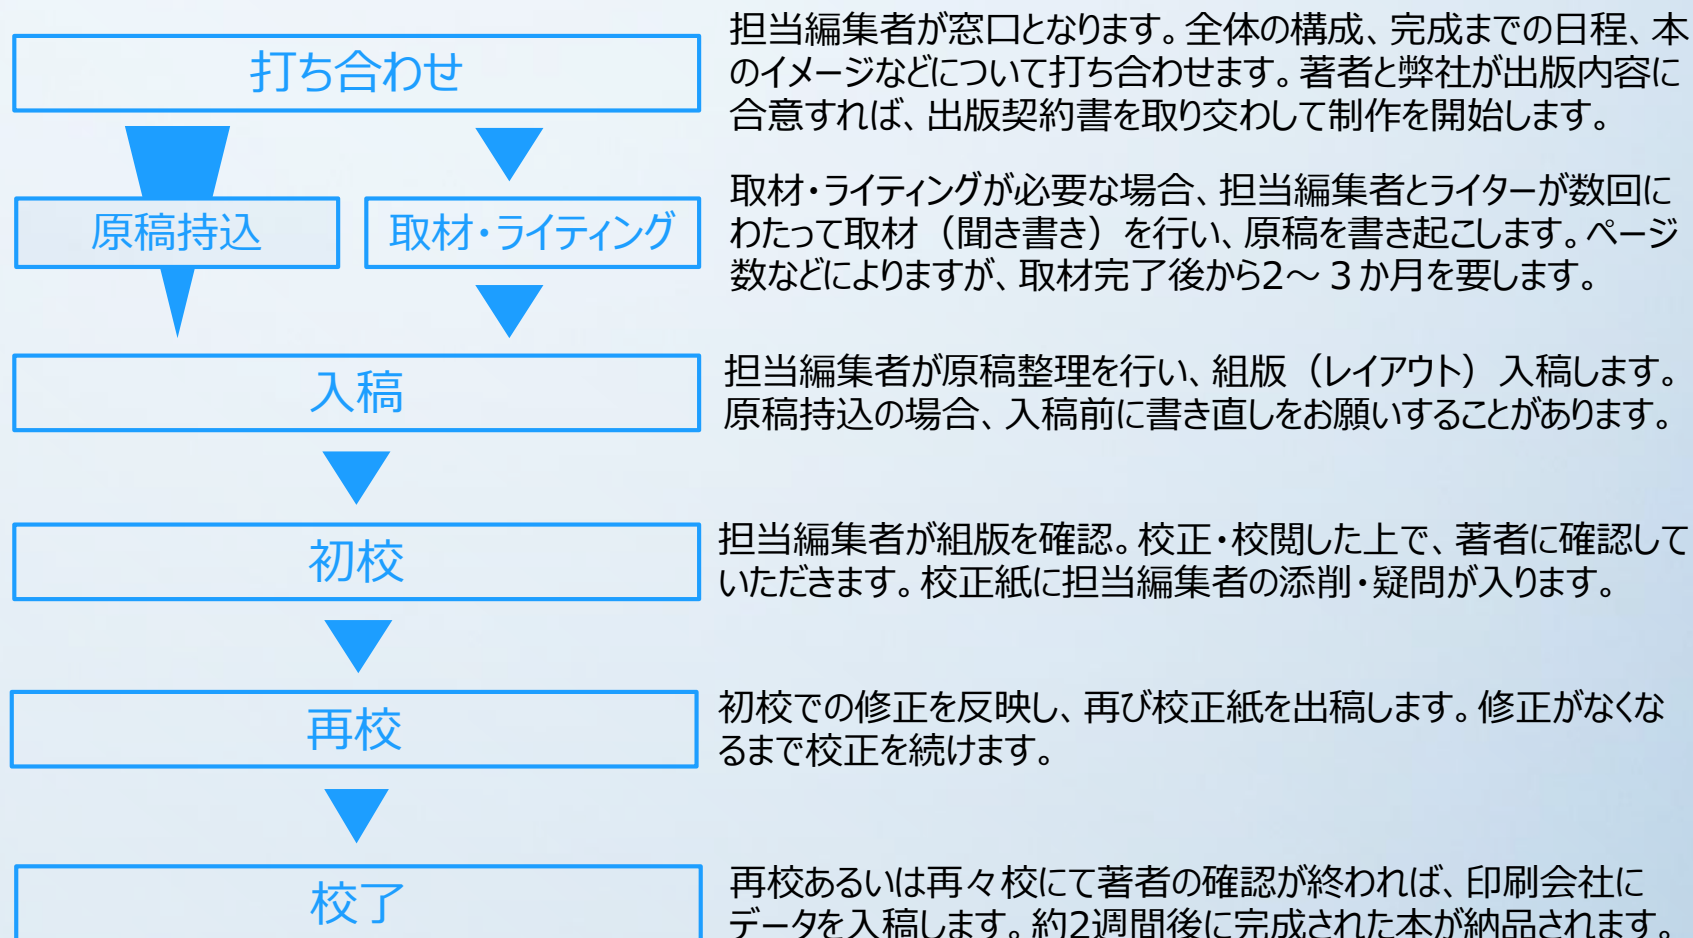 打ち合わせ
担当編集者が窓口となります。全体の構成、完成までの日程、本
のイメージなどについて打ち合わせます。著者と弊社が出版内容に
合意すれば、出版契約書を取り交わして制作を開始します。
原稿持込
取材・ライティング
取材・ライティングが必要な場合、担当編集者とライターが数回に
わたって取材（聞き書き）を行い、原稿を書き起こします。ページ
数などによりますが、取材完了後から2～３か月を要します。
入稿
担当編集者が原稿整理を行い、組版（レイアウト）入稿します。
原稿持込の場合、入稿前に書き直しをお願いすることがあります。
初校
担当編集者が組版を確認。校正・校閲した上で、著者に確認して
いただきます。校正紙に担当編集者の添削・疑問が入ります。
再校
初校での修正を反映し、再び校正紙を出稿します。修正がなくな
るまで校正を続けます。
校了
再校あるいは再々校にて著者の確認が終われば、印刷会社に
データを入稿します。約2週間後に完成された本が納品されます。